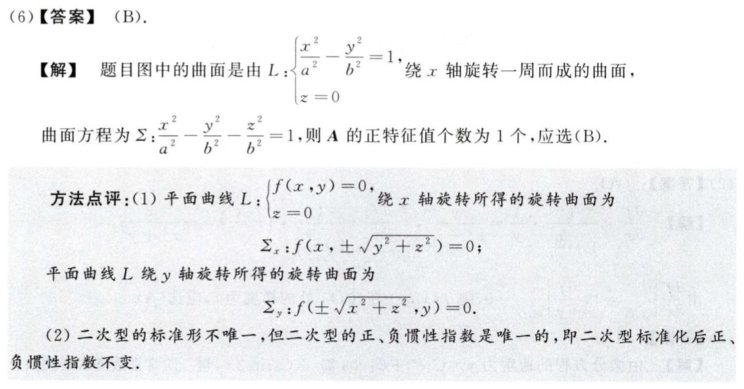 (6)【答案】 (B).
【解】 题目图中的曲面是由 L:{x²/a² − y²/b² = 1, z = 0 绕 x 轴旋转一周而成的曲面,
曲面方程为 Σ: x²/a² − y²/b² − z²/b² = 1,则 A 的正特征值个数为 1 个,应选(B).
方法点评:(1) 平面曲线 L:{f(x,y)=0, z=0 绕 x 轴旋转所得的旋转曲面为
Σₓ:f(x,±√(y²+z²))=0;
平面曲线 L 绕 y 轴旋转所得的旋转曲面为
Σᵧ:f(±√(x²+z²),y)=0.
(2) 二次型的标准形不唯一,但二次型的正、负惯性指数是唯一的,即二次型标准化后正、
负惯性指数不变.